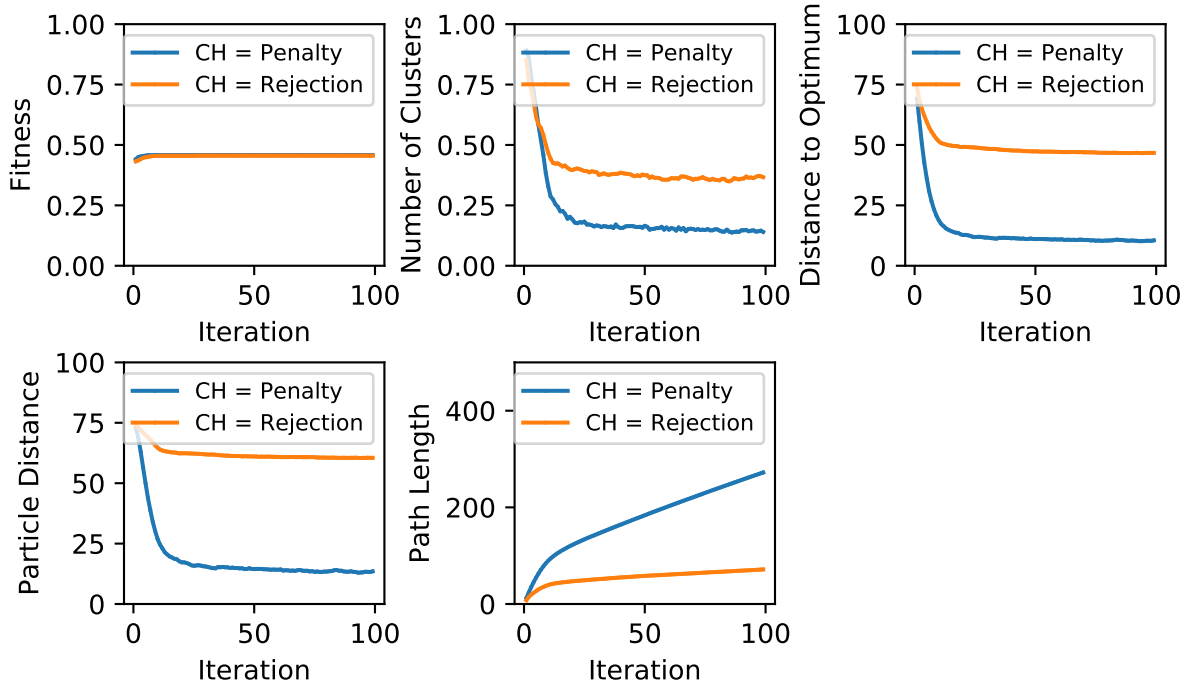 1.00
0.75
0.50
0.25
0.00
Fitness
CH = Penalty
CH = Rejection
0
50
100
Iteration
1.00
0.75
0.50
0.25
0.00
Number of Clusters
CH = Penalty
CH = Rejection
0
50
100
Iteration
100
75
50
25
0
Distance to Optimum
CH = Penalty
CH = Rejection
0
50
100
Iteration
100
75
50
25
0
Particle Distance
CH = Penalty
CH = Rejection
0
50
100
Iteration
400
200
0
Path Length
CH = Penalty
CH = Rejection
0
50
100
Iteration